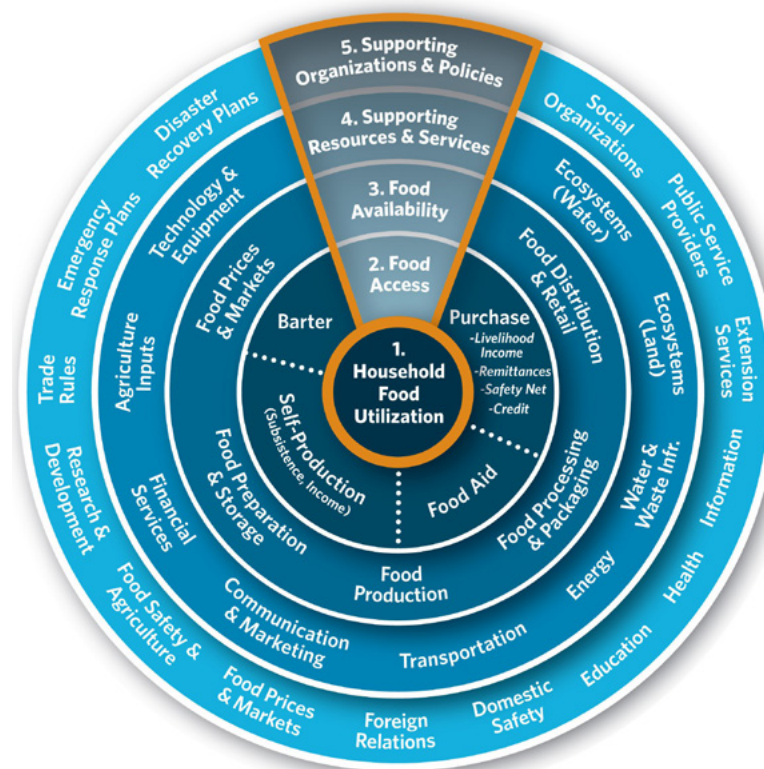 5. Supporting
Organizations & Policies
4. Supporting
Resources & Services
3. Food
Availability
2. Food
Access
1.
Household
Food
Utilization
Barter
Purchase
-Livelihood
Income
-Remittances
-Safety Net
-Credit
Food Aid
Self-Production
(Subsistence, Income)
Food Prices
& Markets
Food Distribution
& Retail
Food Processing
& Packaging
Food
Production
Food Preparation
& Storage
Technology &
Equipment
Ecosystems
(Water)
Ecosystems
(Land)
Water &
Waste Infr.
Energy
Transportation
Communication
& Marketing
Financial
Services
Agriculture
Inputs
Disaster
Recovery Plans
Social
Organizations
Public Service
Providers
Extension
Services
Information
Health
Education
Domestic
Safety
Foreign
Relations
Food Prices
& Markets
Food Safety &
Agriculture
Research &
Development
Trade
Rules
Emergency
Response Plans